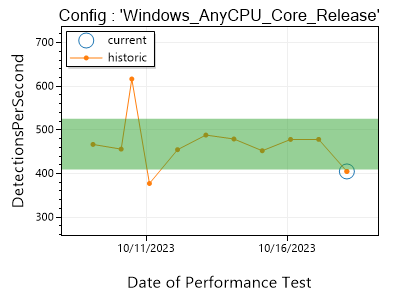 Config : 'Windows_AnyCPU_Core_Release'
current
historic
700
600
500
400
300
DetectionsPerSecond
10/11/2023
10/16/2023
Date of Performance Test